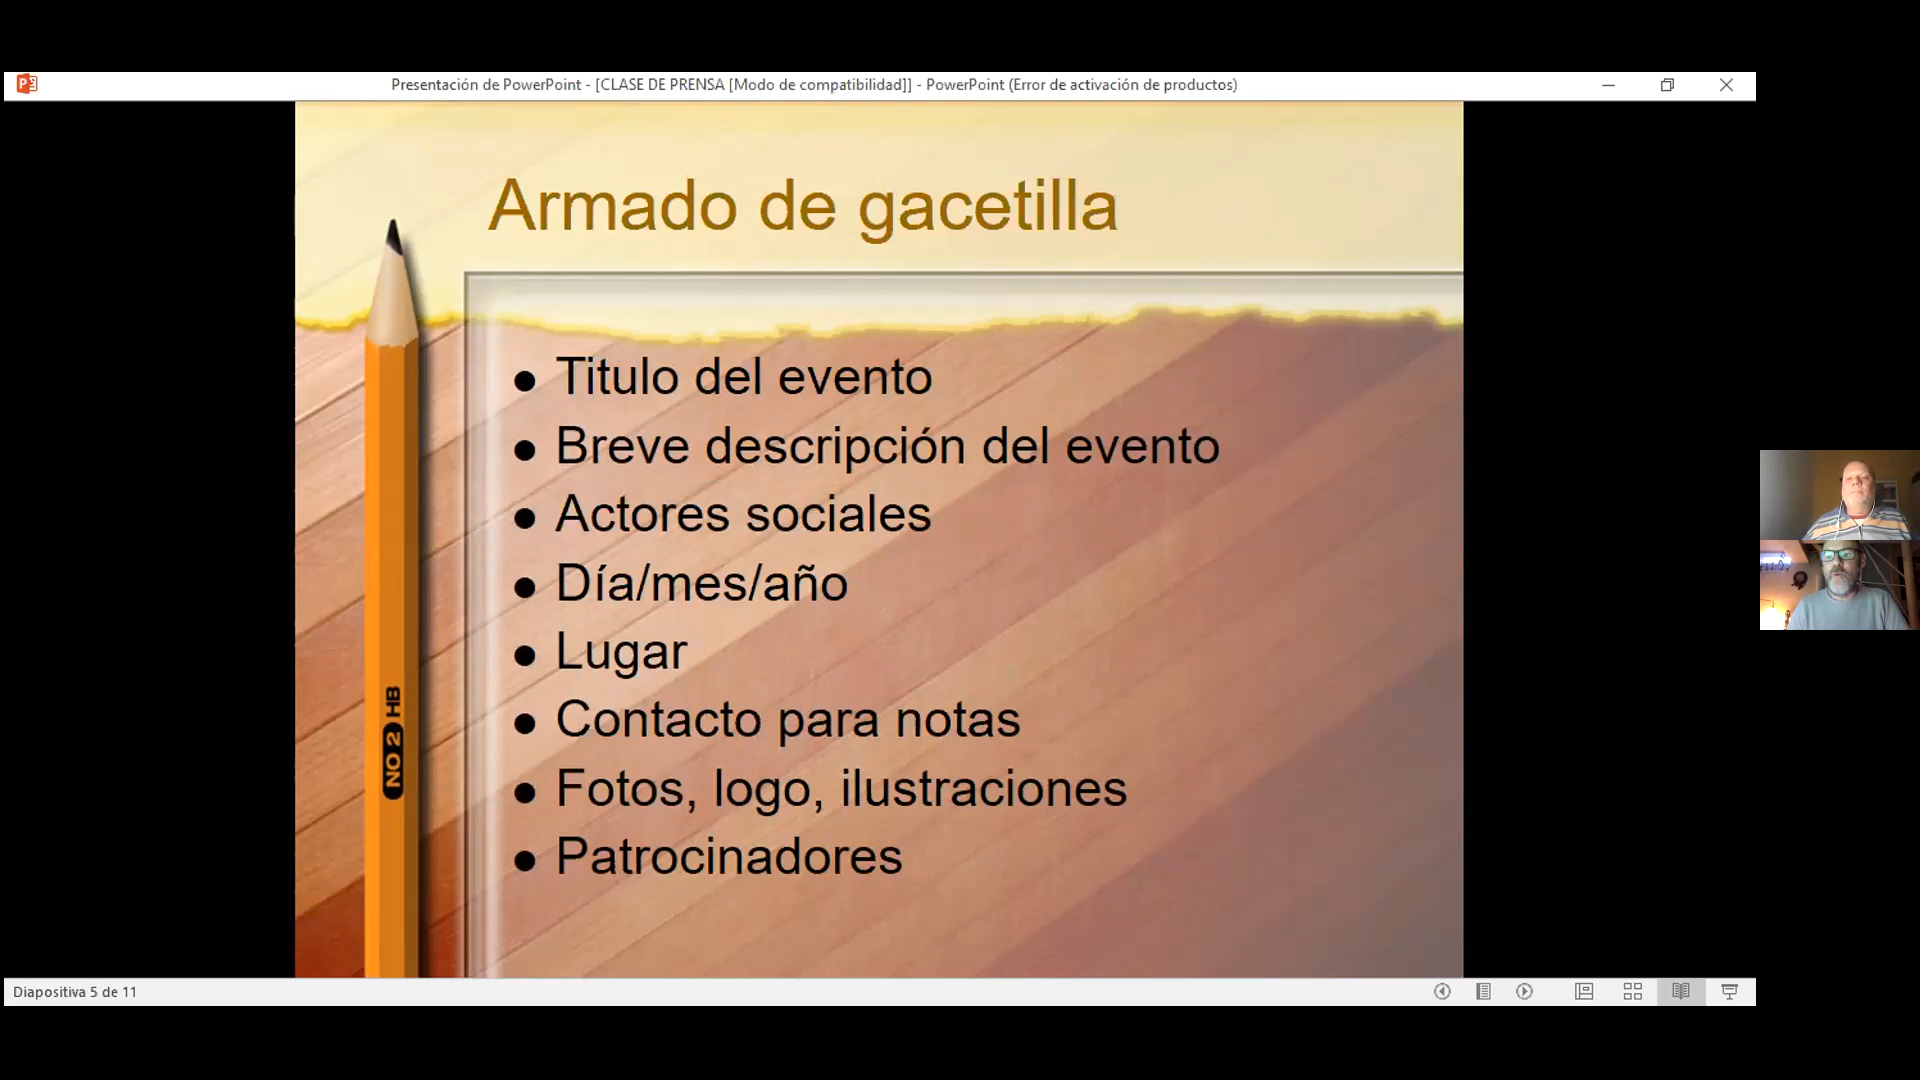 Presentación de PowerPoint - [CLASE DE PRENSA [Modo de compatibilidad]] - PowerPoint (Error de activación de productos)
Armado de gacetilla
● Titulo del evento
● Breve descripción del evento
● Actores sociales
● Día/mes/año
● Lugar
● Contacto para notas
● Fotos, logo, ilustraciones
● Patrocinadores
NO 2 HB
Diapositiva 5 de 11